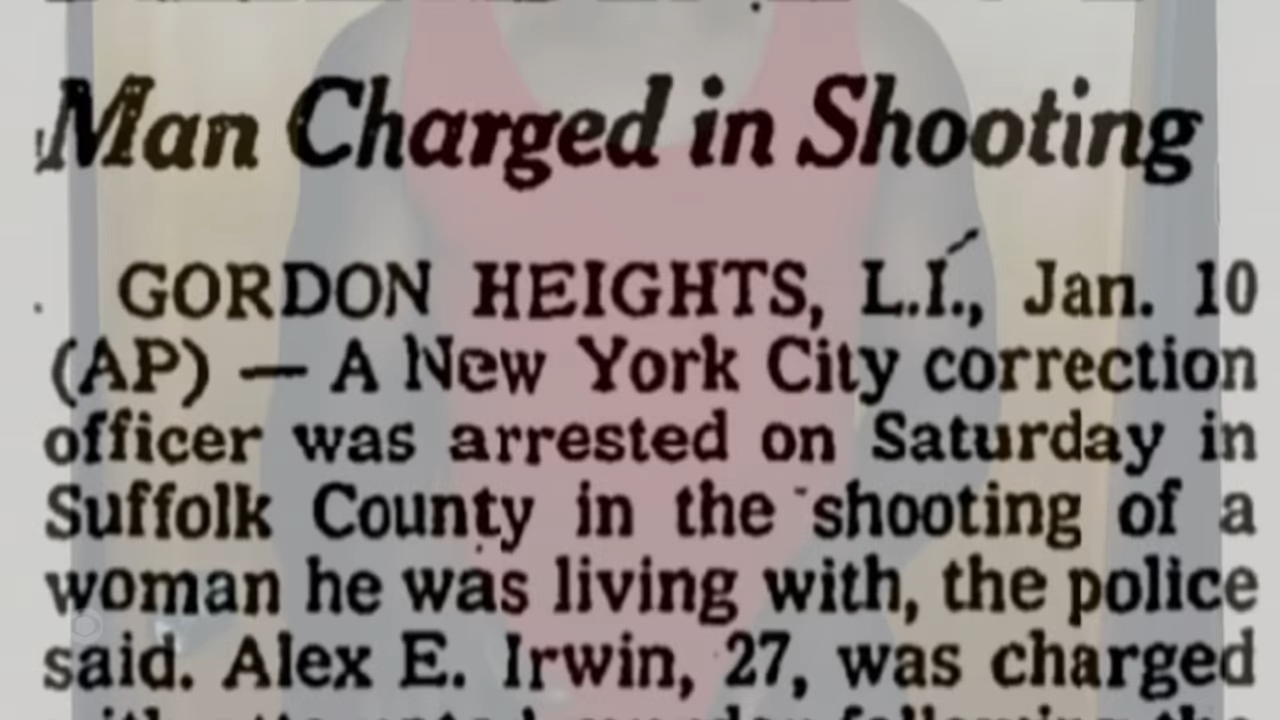 Man Charged in Shooting
GORDON HEIGHTS, L.I., Jan. 10
(AP) — A New York City correction
officer was arrested on Saturday in
Suffolk County in the shooting of a
woman he was living with, the police
said. Alex E. Irwin, 27, was charged